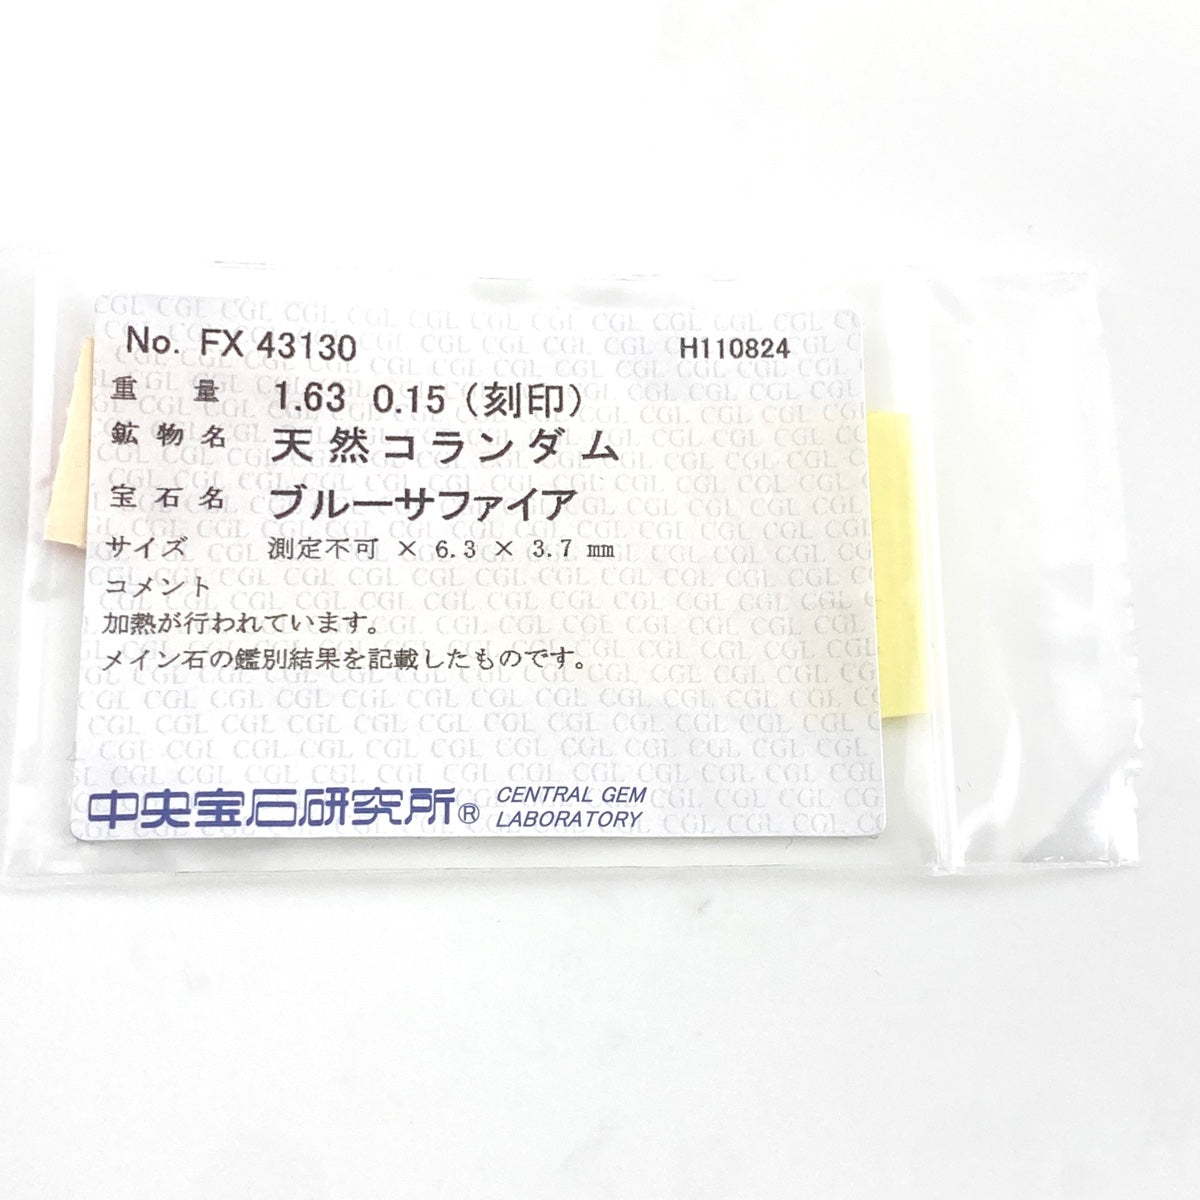 No. FX 43130 H110824
重量 1.63 0.15 (刻印)
鉱物名 天然コランダム
宝石名 ブルーサファイア
サイズ 測定不可 × 6.3 × 3.7 mm
コメント
加熱が行われています。
メイン石の鑑別結果を記載したものです。
中央宝石研究所® CENTRAL GEM
LABORATORY